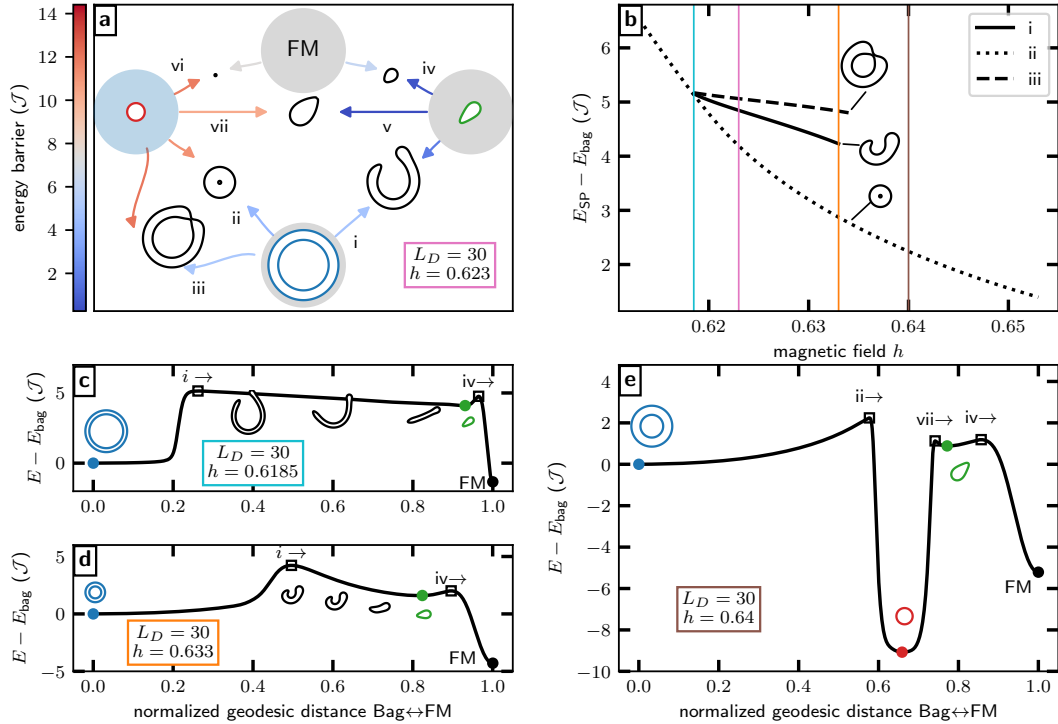 a
energy barrier (𝒥)
14
12
10
8
6
4
2
FM
vi
iv
vii
v
ii
i
iii
L_D = 30
h = 0.623
b
E_SP − E_bag (𝒥)
6
5
4
3
2
i
ii
iii
0.62
0.63
0.64
0.65
magnetic field h
c
E − E_bag (𝒥)
5
0
i →
iv→
L_D = 30
h = 0.6185
FM
0.0
0.2
0.4
0.6
0.8
1.0
d
E − E_bag (𝒥)
5
0
−5
i →
iv→
L_D = 30
h = 0.633
FM
0.0
0.2
0.4
0.6
0.8
1.0
normalized geodesic distance Bag↔FM
e
E − E_bag (𝒥)
4
2
0
−2
−4
−6
−8
−10
ii→
vii→
iv→
FM
L_D = 30
h = 0.64
0.0
0.2
0.4
0.6
0.8
1.0
normalized geodesic distance Bag↔FM